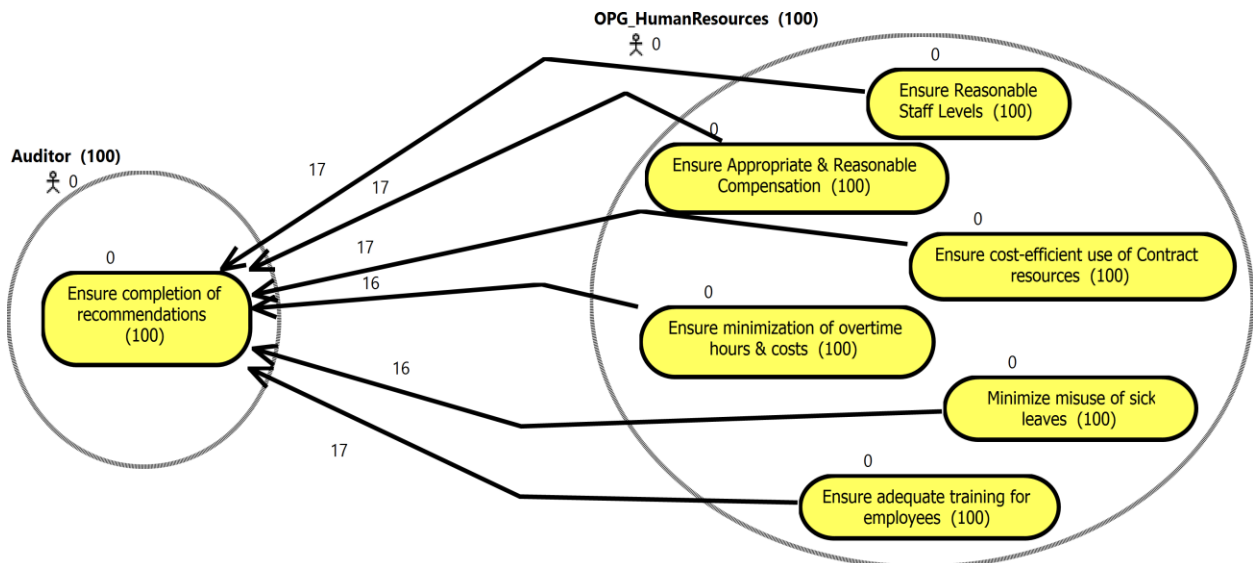 OPG_HumanResources (100)
0
0
Ensure Reasonable
Staff Levels (100)
0
Ensure Appropriate & Reasonable
Compensation (100)
Auditor (100)
0
17
17
0
Ensure cost-efficient use of Contract
resources (100)
17
0
Ensure completion of
recommendations
(100)
16
0
Ensure minimization of overtime
hours & costs (100)
16
0
Minimize misuse of sick
leaves (100)
17
0
Ensure adequate training for
employees (100)